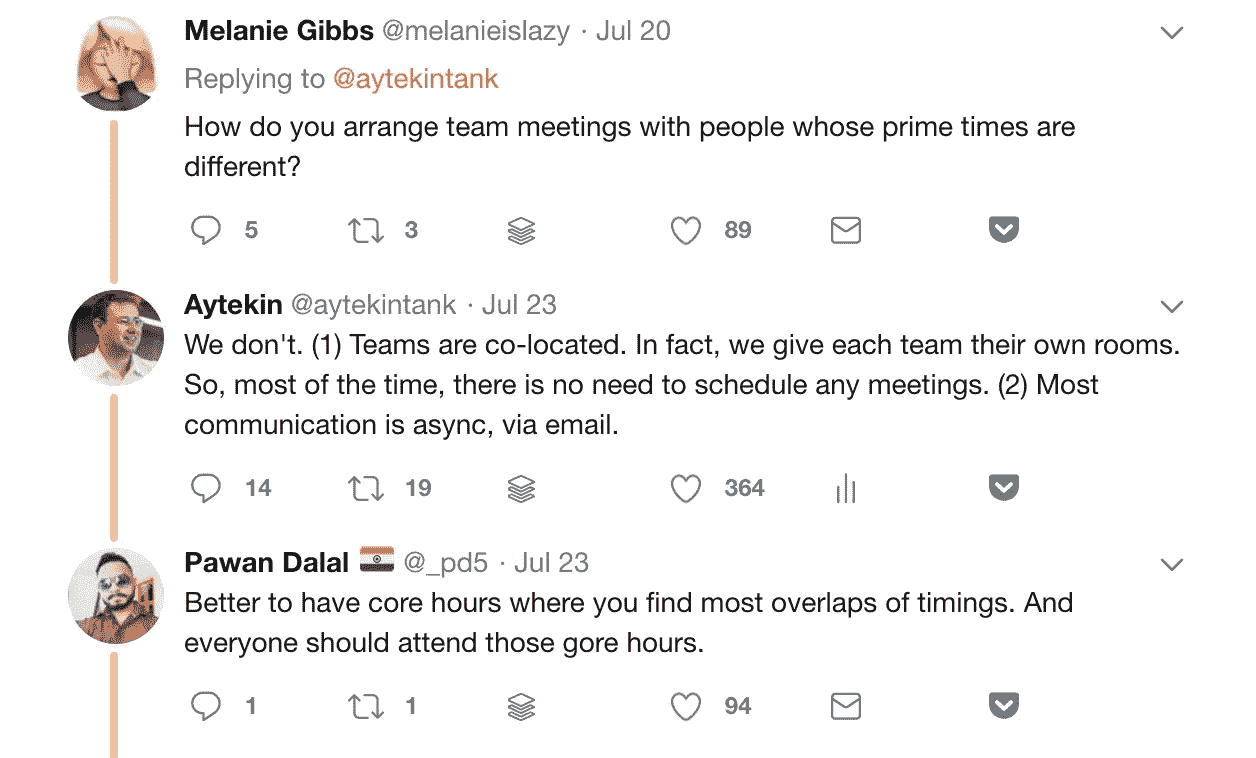 Melanie Gibbs @melanieislazy · Jul 20
Replying to @aytekintank
How do you arrange team meetings with people whose prime times are
different?
5 3 89
Aytekin @aytekintank · Jul 23
We don't. (1) Teams are co-located. In fact, we give each team their own rooms.
So, most of the time, there is no need to schedule any meetings. (2) Most
communication is async, via email.
14 19 364
Pawan Dalal @_pd5 · Jul 23
Better to have core hours where you find most overlaps of timings. And
everyone should attend those gore hours.
1 1 94